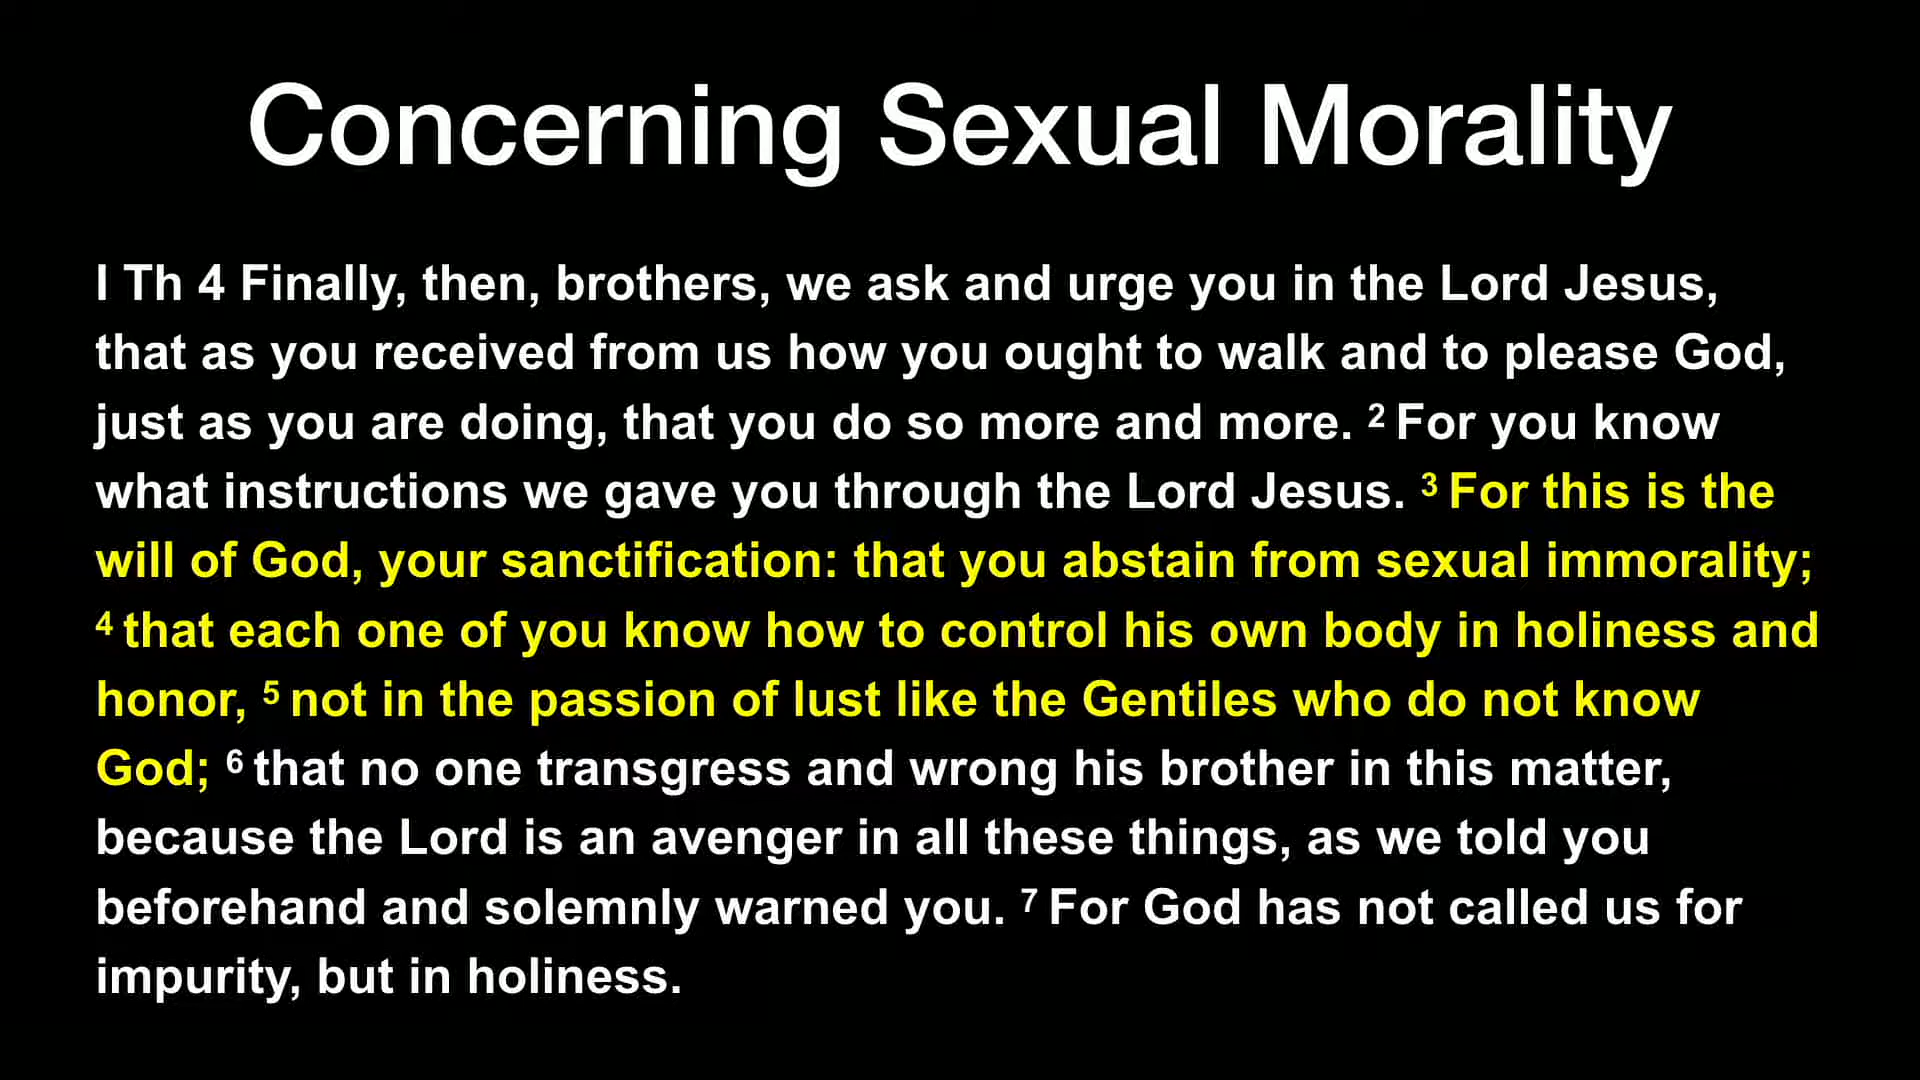 Concerning Sexual Morality
I Th 4 Finally, then, brothers, we ask and urge you in the Lord Jesus,
that as you received from us how you ought to walk and to please God,
just as you are doing, that you do so more and more. 2 For you know
what instructions we gave you through the Lord Jesus. 3 For this is the
will of God, your sanctification: that you abstain from sexual immorality;
4 that each one of you know how to control his own body in holiness and
honor, 5 not in the passion of lust like the Gentiles who do not know
God; 6 that no one transgress and wrong his brother in this matter,
because the Lord is an avenger in all these things, as we told you
beforehand and solemnly warned you. 7 For God has not called us for
impurity, but in holiness.